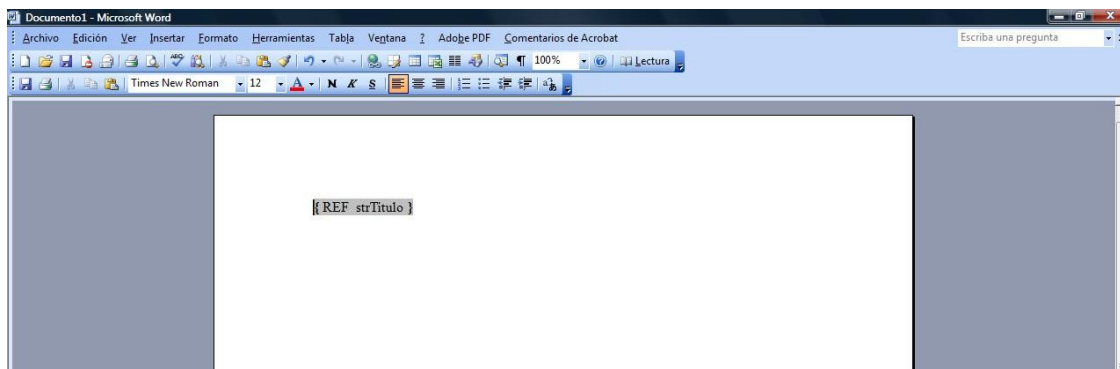 Documento1 - Microsoft Word
Archivo Edición Ver Insertar Formato Herramientas Tabla Ventana ? Adobe PDF Comentarios de Acrobat Escriba una pregunta
100% Lectura
Times New Roman 12 A N K S
{ REF strTitulo }